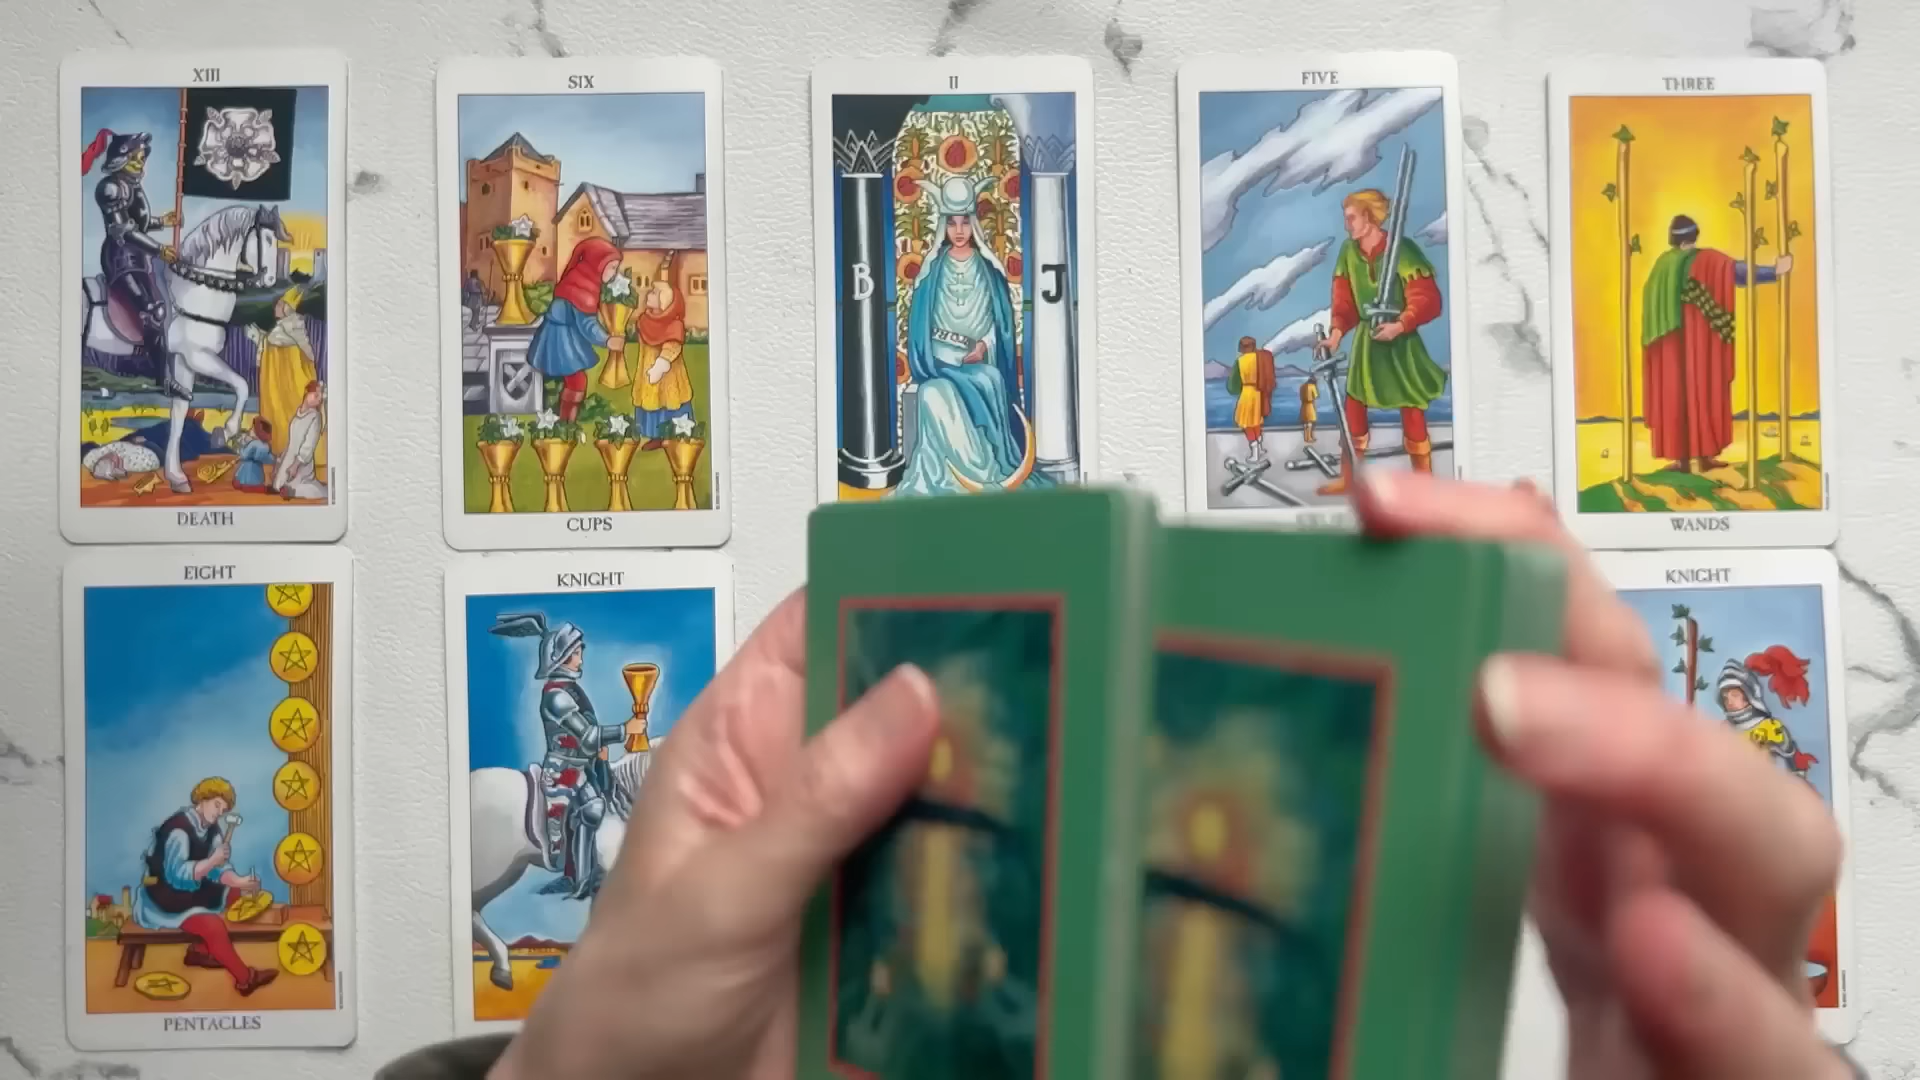 XIII
DEATH
SIX
CUPS
II
B
J
FIVE
THREE
WANDS
EIGHT
PENTACLES
KNIGHT
KNIGHT